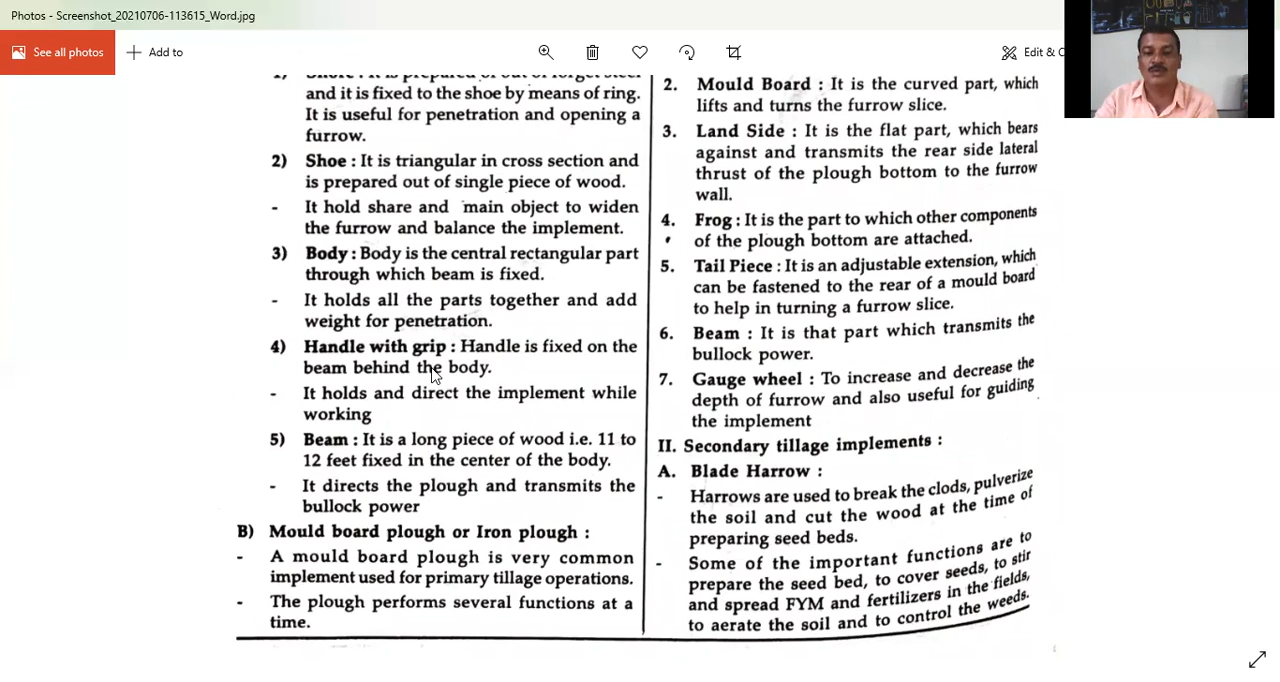 Photos - Screenshot_20210706-113615_Word.jpg
See all photos
Add to
Edit & C
1) Shore : It is prepared of out of forget steel
and it is fixed to the shoe by means of ring.
It is useful for penetration and opening a
furrow.
2) Shoe : It is triangular in cross section and
is prepared out of single piece of wood.
- It hold share and main object to widen
the furrow and balance the implement.
3) Body : Body is the central rectangular part
through which beam is fixed.
- It holds all the parts together and add
weight for penetration.
4) Handle with grip : Handle is fixed on the
beam behind the body.
- It holds and direct the implement while
working
5) Beam : It is a long piece of wood i.e. 11 to
12 feet fixed in the center of the body.
- It directs the plough and transmits the
bullock power
B) Mould board plough or Iron plough :
- A mould board plough is very common
implement used for primary tillage operations.
- The plough performs several functions at a
time.
2. Mould Board : It is the curved part, which
lifts and turns the furrow slice.
3. Land Side : It is the flat part, which bears
against and transmits the rear side lateral
thrust of the plough bottom to the furrow
wall.
4. Frog : It is the part to which other components
of the plough bottom are attached.
5. Tail Piece : It is an adjustable extension, which
can be fastened to the rear of a mould board
to help in turning a furrow slice.
6. Beam : It is that part which transmits the
bullock power.
7. Gauge wheel : To increase and decrease the
depth of furrow and also useful for guiding
the implement
II. Secondary tillage implements :
A. Blade Harrow :
- Harrows are used to break the clods, pulverize
the soil and cut the wood at the time of
preparing seed beds.
- Some of the important functions are to
prepare the seed bed, to cover seeds, to stir
and spread FYM and fertilizers in the fields,
to aerate the soil and to control the weeds.